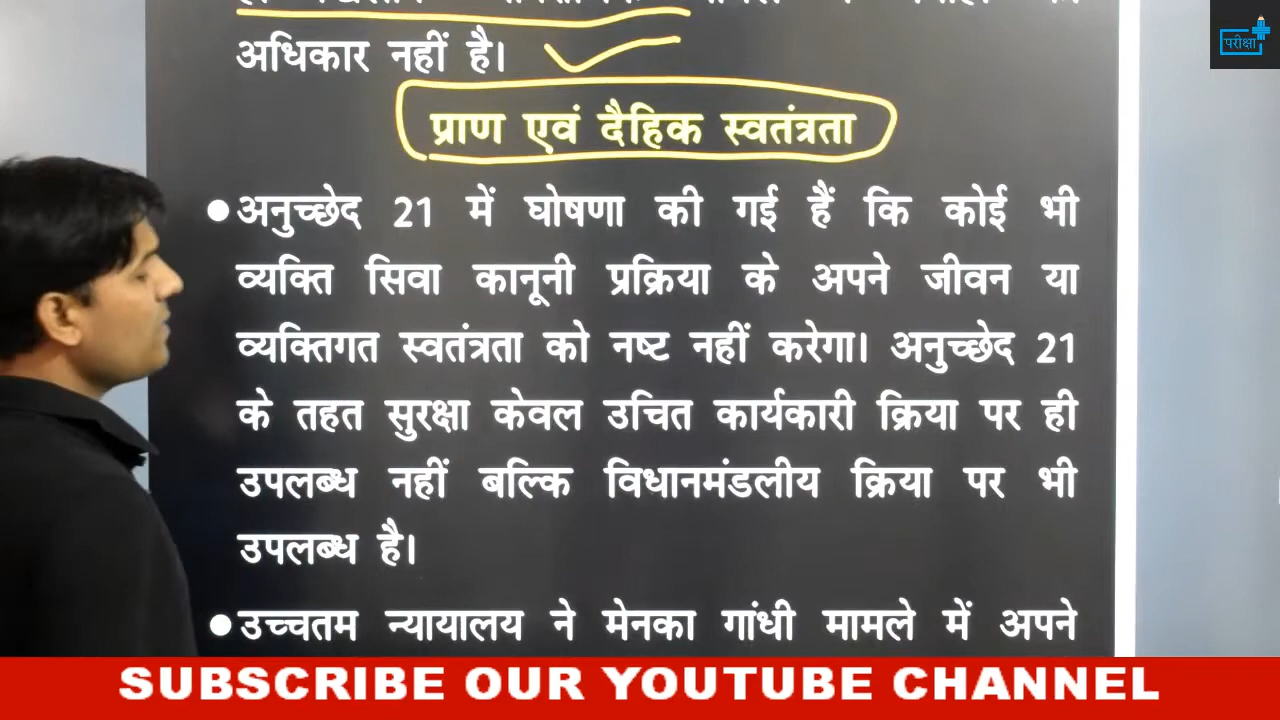 अधिकार नहीं है।
परीक्षा
प्राण एवं दैहिक स्वतंत्रता
अनुच्छेद 21 में घोषणा की गई हैं कि कोई भी
व्यक्ति सिवा कानूनी प्रक्रिया के अपने जीवन या
व्यक्तिगत स्वतंत्रता को नष्ट नहीं करेगा। अनुच्छेद 21
के तहत सुरक्षा केवल उचित कार्यकारी क्रिया पर ही
उपलब्ध नहीं बल्कि विधानमंडलीय क्रिया पर भी
उपलब्ध है।
उच्चतम न्यायालय ने मेनका गांधी मामले में अपने
SUBSCRIBE OUR YOUTUBE CHANNEL